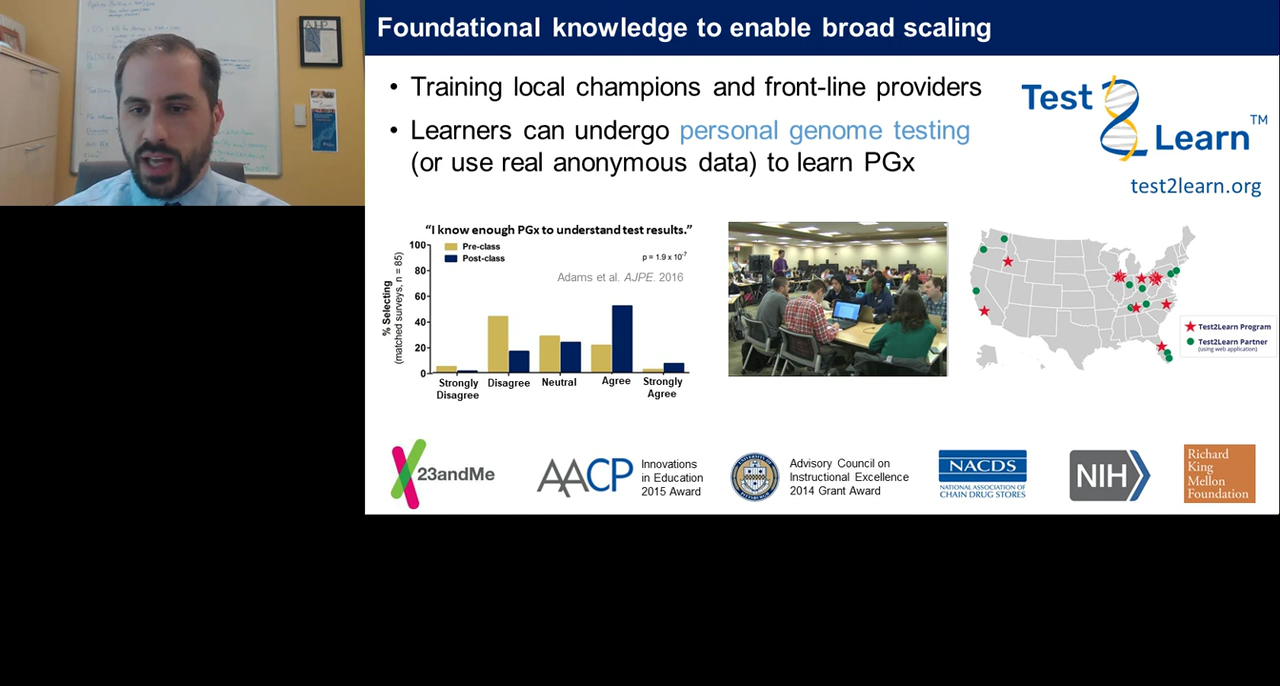 Foundational knowledge to enable broad scaling
• Training local champions and front-line providers
• Learners can undergo personal genome testing
(or use real anonymous data) to learn PGx
Test 2 Learn™
test2learn.org
"I know enough PGx to understand test results."
Pre-class
Post-class
p = 1.9 x 10⁻⁷
Adams et al. AJPE. 2016
% Selecting
(matched surveys, n = 85)
100
80
60
40
20
0
Strongly
Disagree
Disagree
Neutral
Agree
Strongly
Agree
Test2Learn Program
Test2Learn Partner
(using web application)
23andMe
AACP
Innovations
in Education
2015 Award
Advisory Council on
Instructional Excellence
2014 Grant Award
NACDS
NATIONAL ASSOCIATION OF
CHAIN DRUG STORES
NIH
Richard
King
Mellon
Foundation